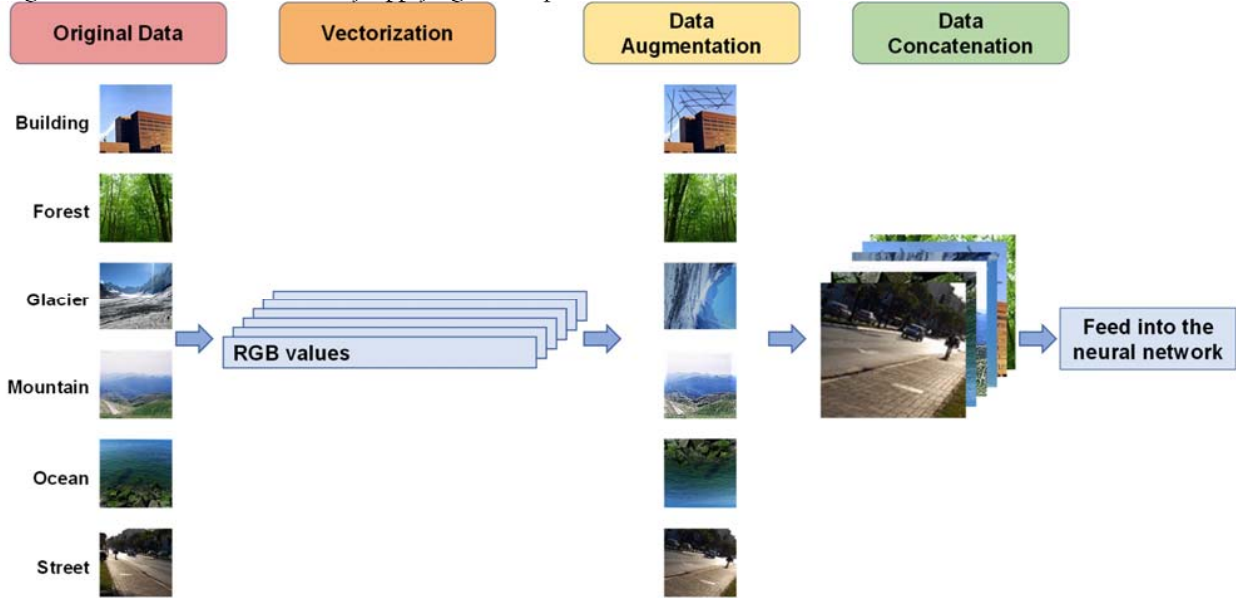 Original Data
Vectorization
Data
Augmentation
Data
Concatenation
Building
Forest
Glacier
RGB values
Feed into the
neural network
Mountain
Ocean
Street